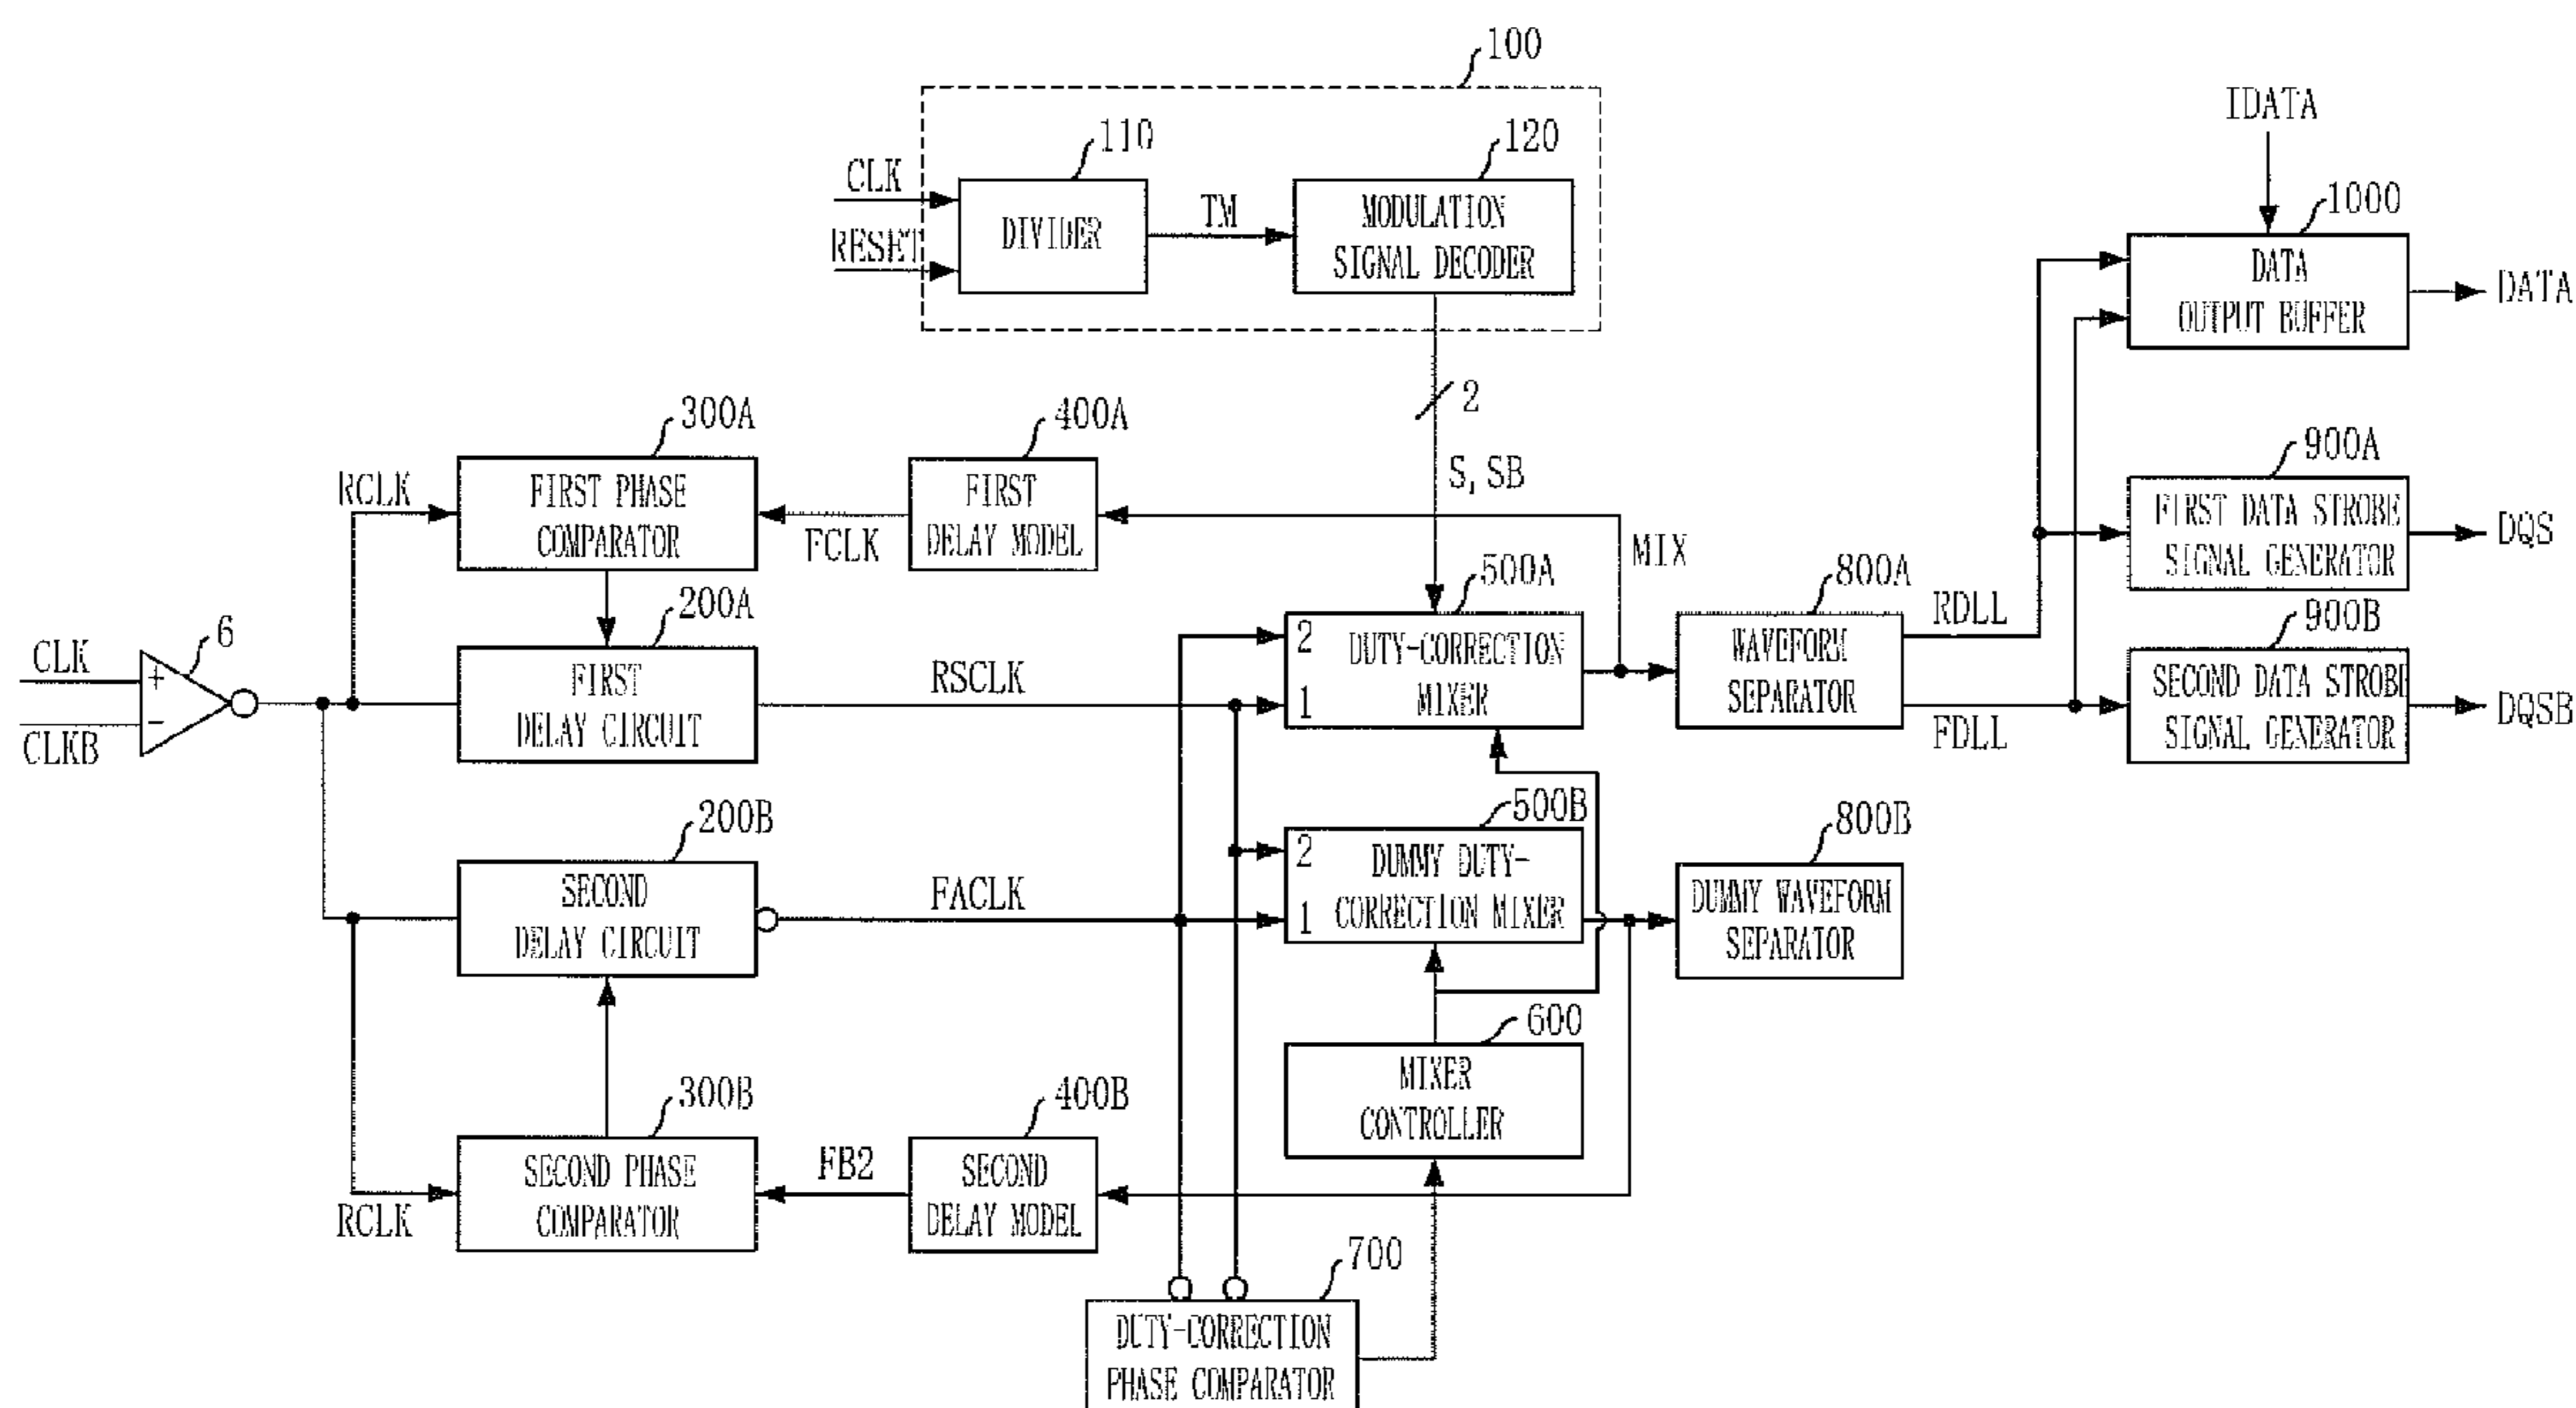 100
110
120
CLK
RESET
DIVIDER
TM
MODULATION
SIGNAL DECODER
IDATA
1000
DATA
OUTPUT BUFFER
DATA
2
S, SB
300A
RCLK
FIRST PHASE
COMPARATOR
FCLK
400A
FIRST
DELAY MODEL
MIX
900A
FIRST DATA STROBE
SIGNAL GENERATOR
DQS
6
CLK
+
CLKB
-
200A
FIRST
DELAY CIRCUIT
RSCLK
500A
2
1
DUTY-CORRECTION
MIXER
800A
WAVEFORM
SEPARATOR
RDLL
FDLL
900B
SECOND DATA STROBE
SIGNAL GENERATOR
DQSB
200B
SECOND
DELAY CIRCUIT
FACLK
500B
2
1
DUMMY DUTY-
CORRECTION MIXER
800B
DUMMY WAVEFORM
SEPARATOR
600
MIXER
CONTROLLER
300B
RCLK
SECOND PHASE
COMPARATOR
FB2
400B
SECOND
DELAY MODEL
700
DUTY-CORRECTION
PHASE COMPARATOR